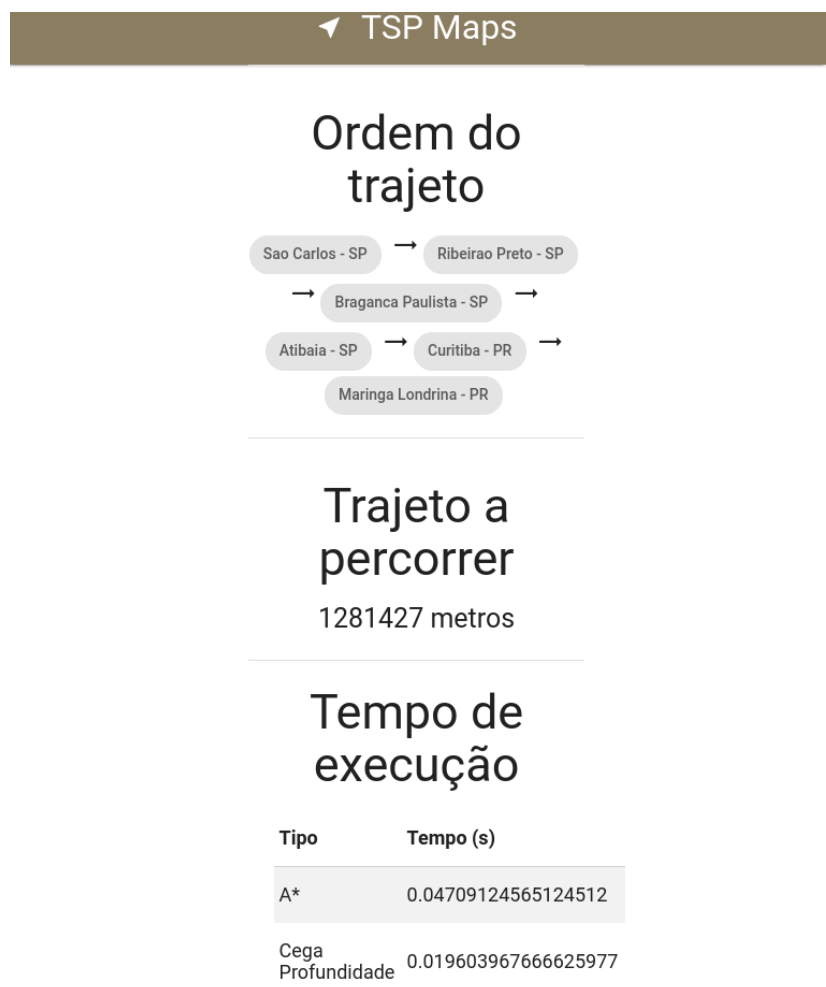 TSP Maps
Ordem do
trajeto
Sao Carlos - SP → Ribeirao Preto - SP
→ Braganca Paulista - SP →
Atibaia - SP → Curitiba - PR →
Maringa Londrina - PR
Trajeto a
percorrer
1281427 metros
Tempo de
execução
Tipo Tempo (s)
A* 0.04709124565124512
Cega
Profundidade 0.019603967666625977